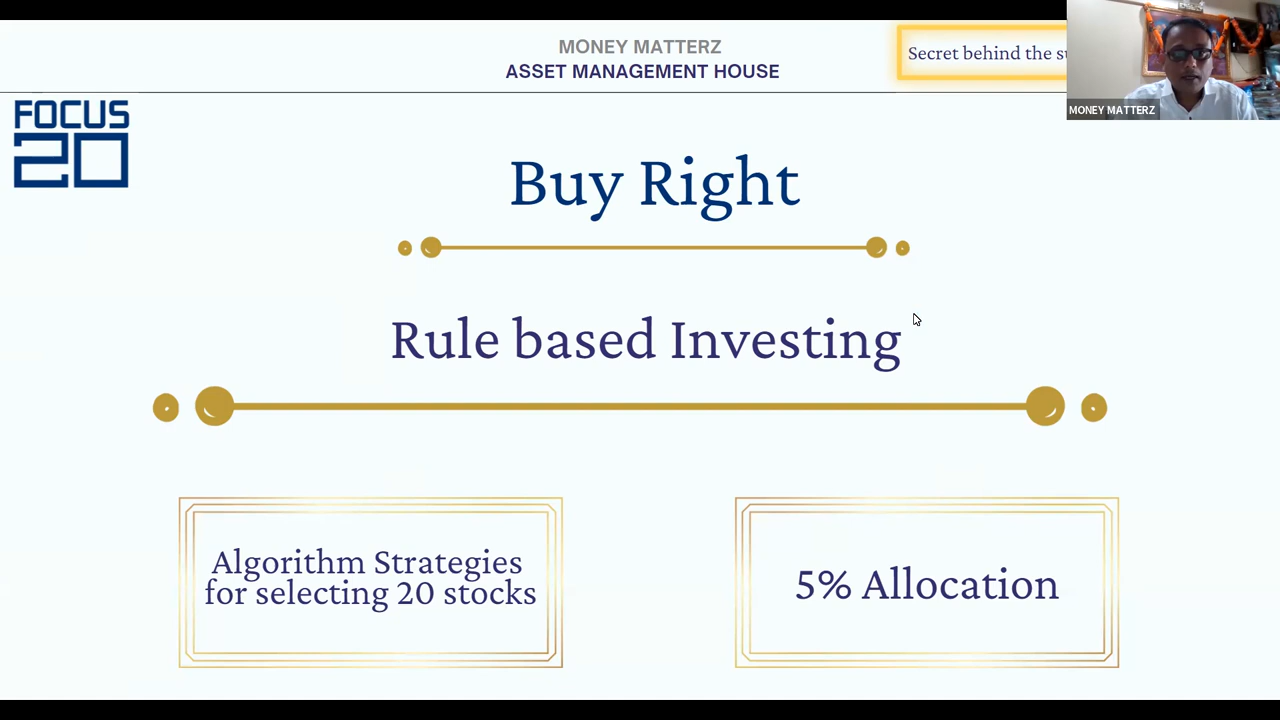 MONEY MATTERZ
ASSET MANAGEMENT HOUSE
Secret behind the
MONEY MATTERZ
FOCUS
20
Buy Right
Rule based Investing
Algorithm Strategies
for selecting 20 stocks
5% Allocation